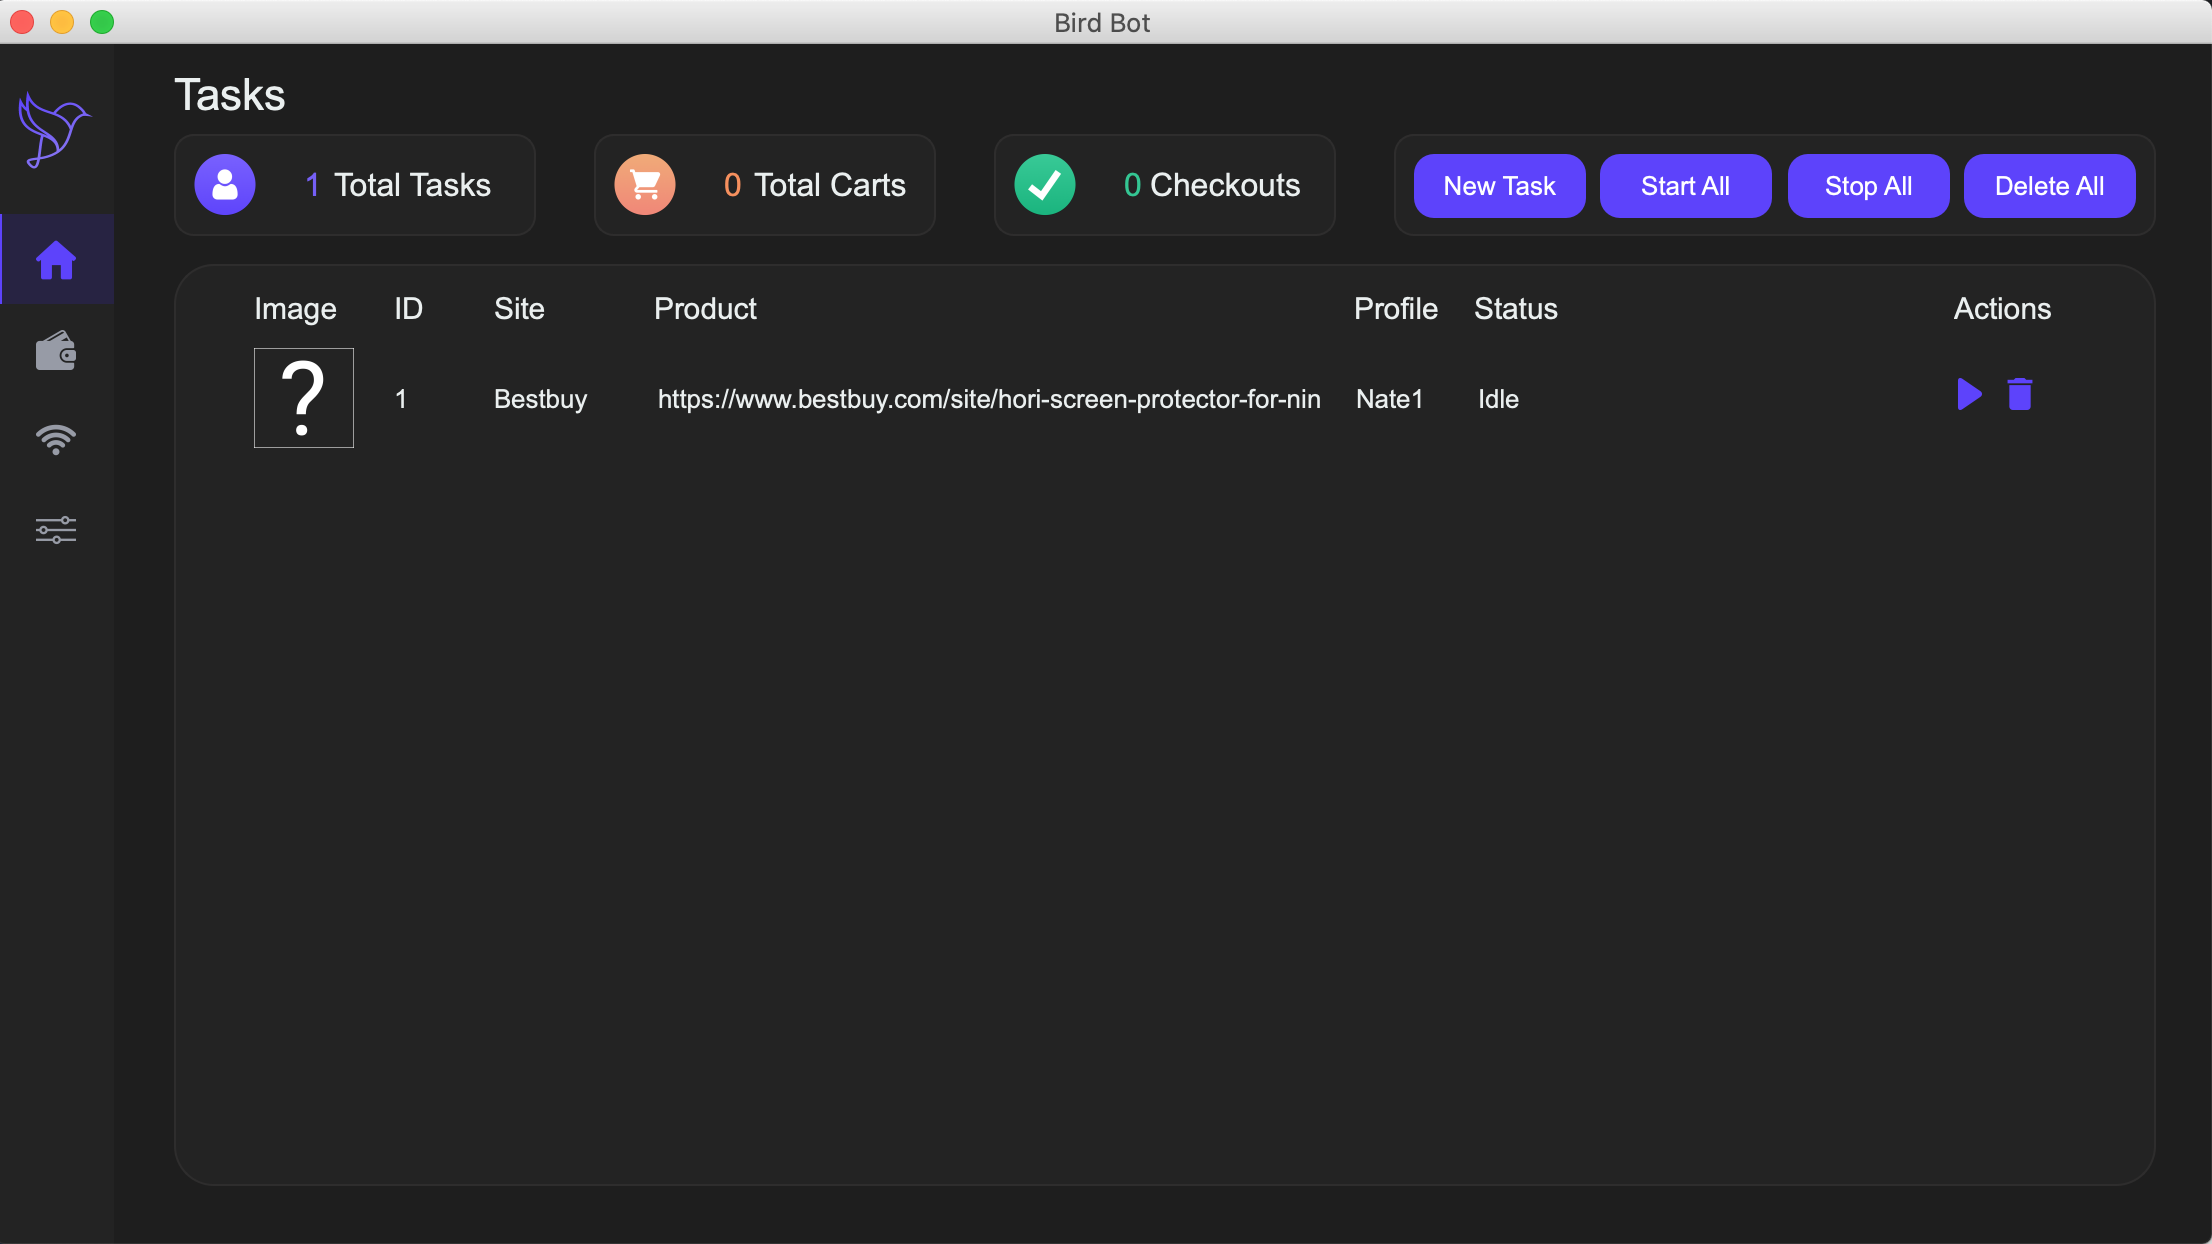 Bird Bot
Tasks
1 Total Tasks
0 Total Carts
0 Checkouts
New Task
Start All
Stop All
Delete All
Image ID Site Product Profile Status Actions
? 1 Bestbuy https://www.bestbuy.com/site/hori-screen-protector-for-nin Nate1 Idle